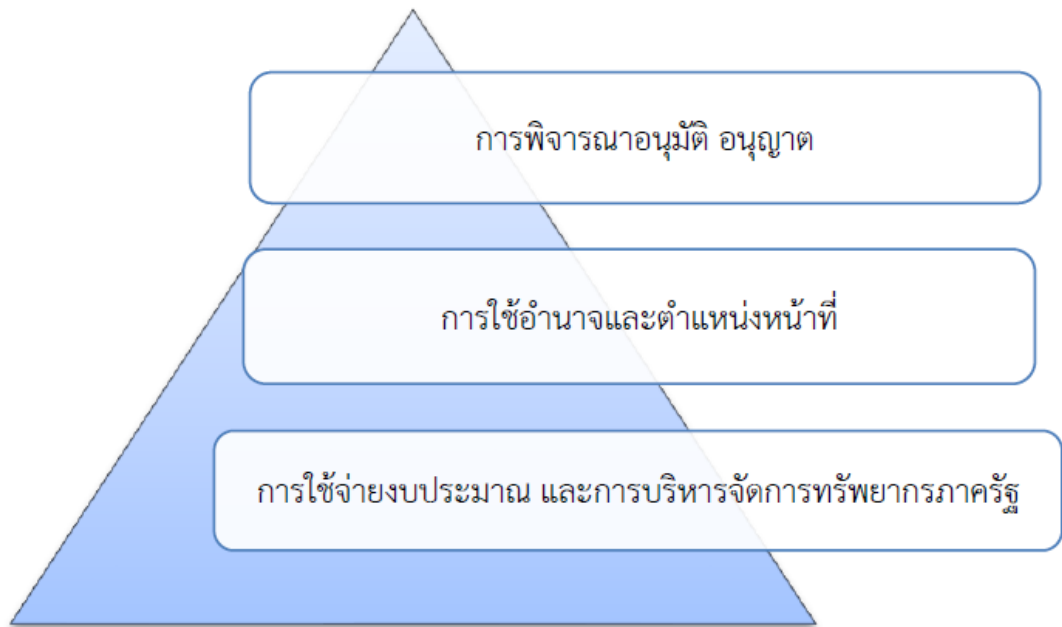 การพิจารณาอนุมัติ อนุญาต
การใช้อำนาจและตำแหน่งหน้าที่
การใช้จ่ายงบประมาณ และการบริหารจัดการทรัพยากรภาครัฐ